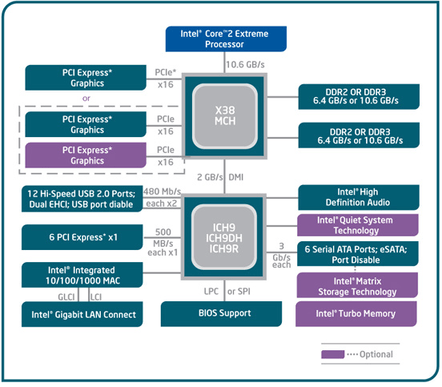 Intel® Core™2 Extreme
Processor
10.6 GB/s
PCI Express*
Graphics
PCIe*
x16
or
PCI Express*
Graphics
PCIe
x16
PCI Express*
Graphics
PCIe
x16
X38
MCH
DDR2 OR DDR3
6.4 GB/s or 10.6 GB/s
DDR2 OR DDR3
6.4 GB/s or 10.6 GB/s
2 GB/s DMI
12 Hi-Speed USB 2.0 Ports;
Dual EHCI; USB port diable
480 Mb/s
each x2
6 PCI Express* x1
500
MB/s
each x1
Intel® Integrated
10/100/1000 MAC
GLCI LCI
Intel® Gigabit LAN Connect
ICH9
ICH9DH
ICH9R
Intel® High
Definition Audio
Intel® Quiet System
Technology
3
Gb/s
each
6 Serial ATA Ports; eSATA;
Port Disable
Intel® Matrix
Storage Technology
Intel® Turbo Memory
LPC or SPI
BIOS Support
Optional